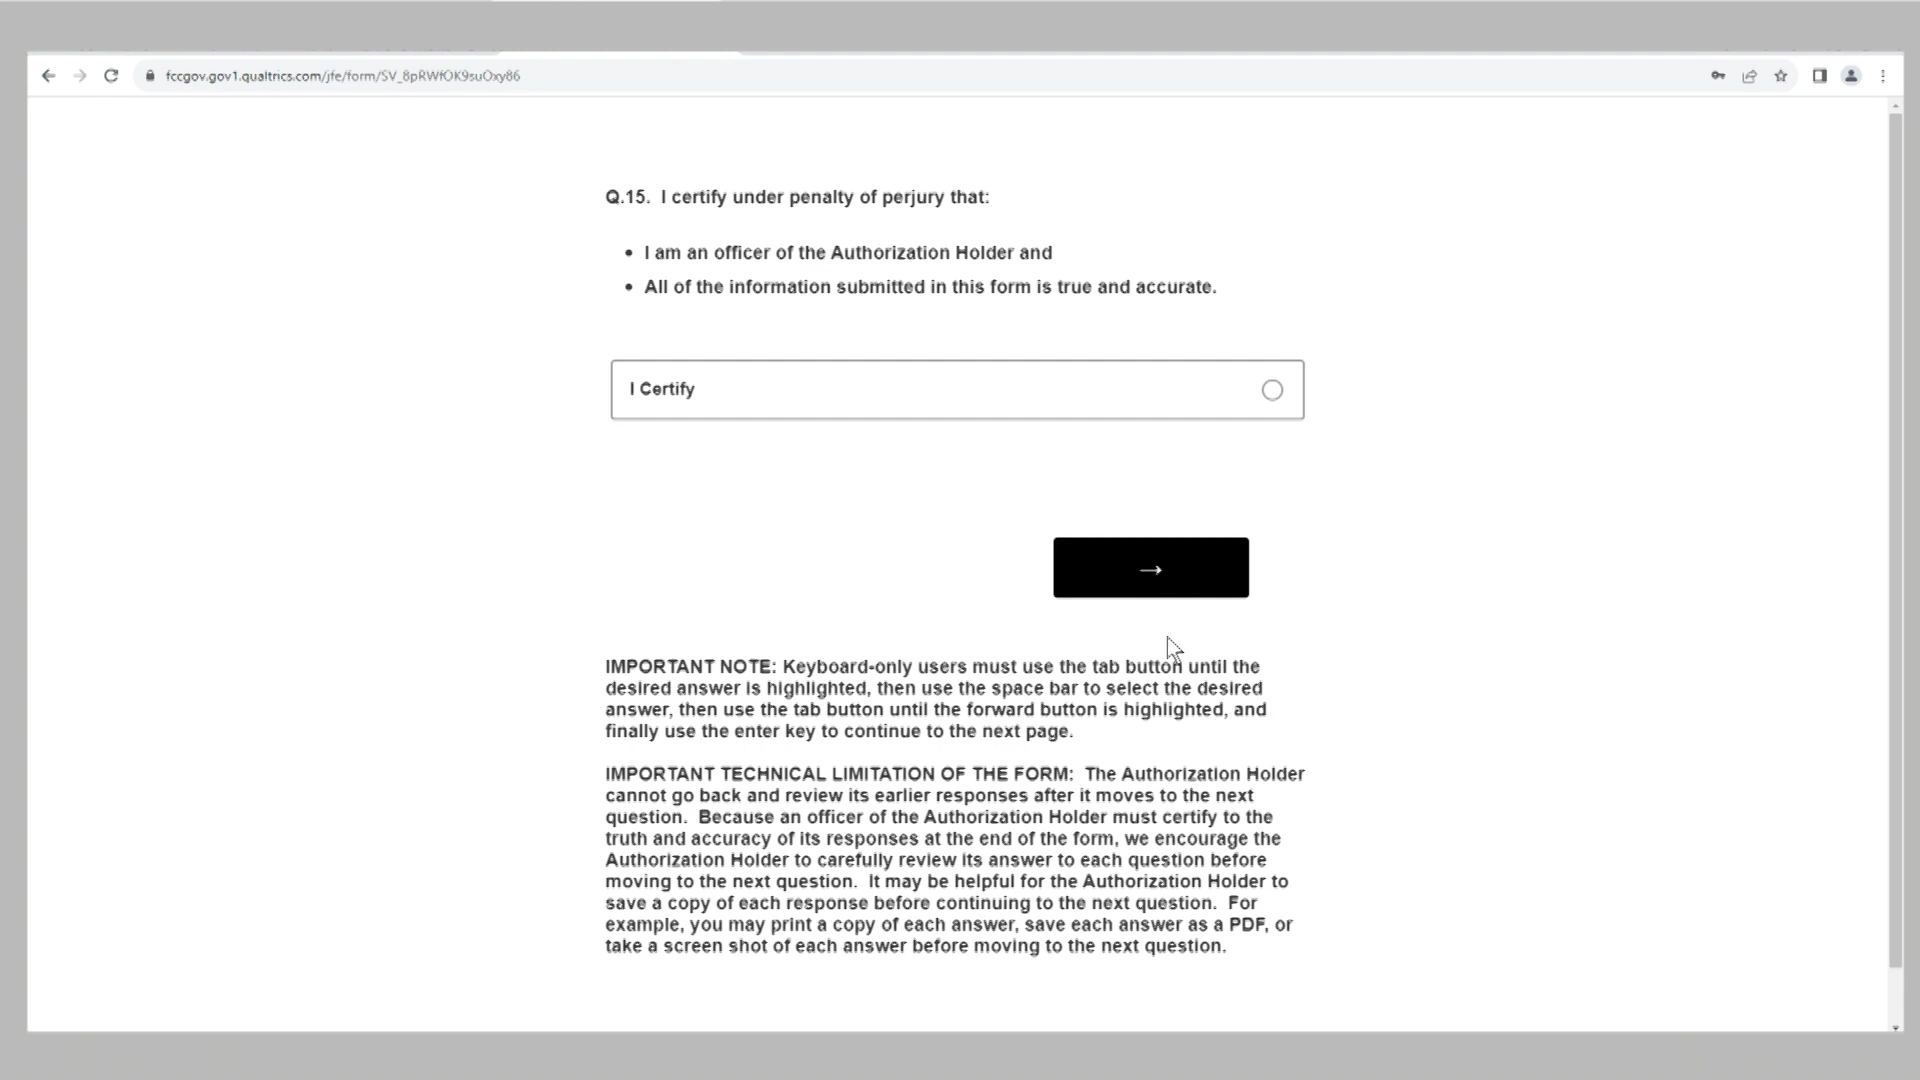 fccgov.gov1.qualtrics.com/jfe/form/SV_8pRWfOK9suOxy86
Q.15. I certify under penalty of perjury that:
• I am an officer of the Authorization Holder and
• All of the information submitted in this form is true and accurate.
I Certify
→
IMPORTANT NOTE: Keyboard-only users must use the tab button until the
desired answer is highlighted, then use the space bar to select the desired
answer, then use the tab button until the forward button is highlighted, and
finally use the enter key to continue to the next page.
IMPORTANT TECHNICAL LIMITATION OF THE FORM: The Authorization Holder
cannot go back and review its earlier responses after it moves to the next
question. Because an officer of the Authorization Holder must certify to the
truth and accuracy of its responses at the end of the form, we encourage the
Authorization Holder to carefully review its answer to each question before
moving to the next question. It may be helpful for the Authorization Holder to
save a copy of each response before continuing to the next question. For
example, you may print a copy of each answer, save each answer as a PDF, or
take a screen shot of each answer before moving to the next question.